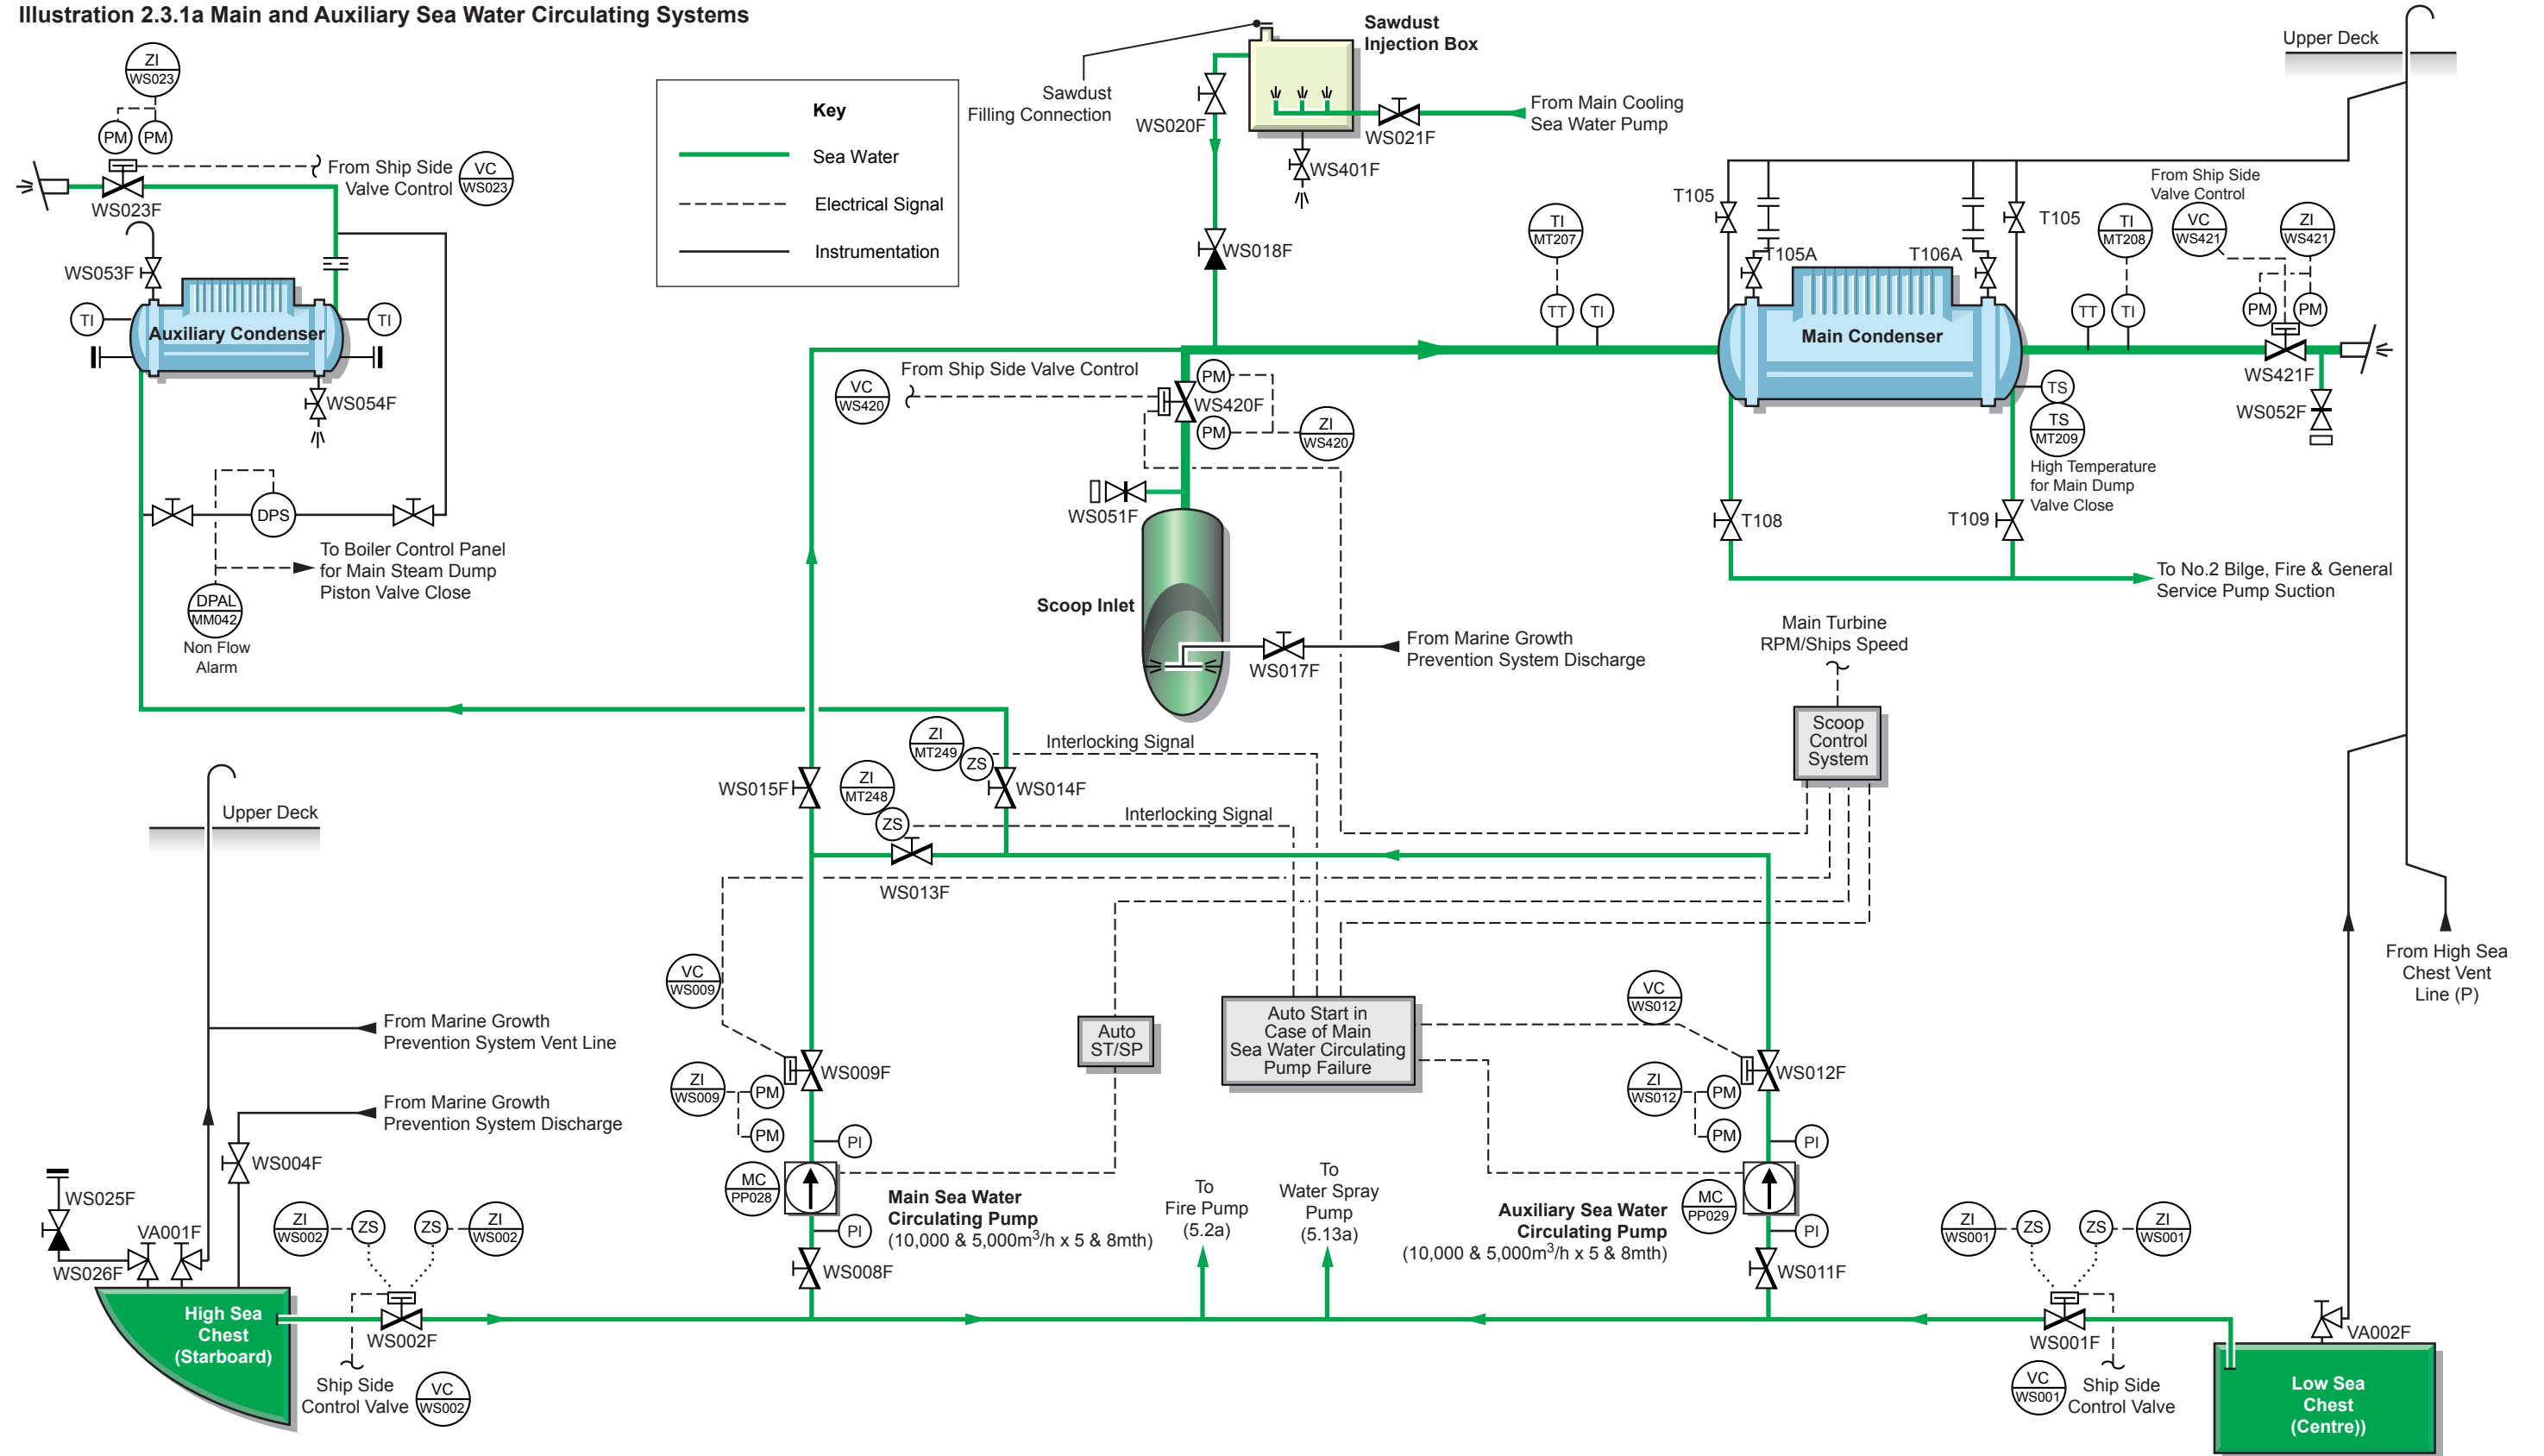 Illustration 2.3.1a Main and Auxiliary Sea Water Circulating Systems
ZI
WS023
PM
PM
From Ship Side
Valve Control
VC
WS023
WS023F
WS053F
TI
Auxiliary Condenser
TI
WS054F
DPS
To Boiler Control Panel
for Main Steam Dump
Piston Valve Close
DPAL
MM042
Non Flow
Alarm
Key
Sea Water
Electrical Signal
Instrumentation
Sawdust
Injection Box
Sawdust
Filling Connection
WS020F
WS021F
From Main Cooling
Sea Water Pump
WS401F
WS018F
From Ship Side Valve Control
VC
WS420
PM
WS420F
PM
ZI
WS420
WS051F
Scoop Inlet
WS017F
From Marine Growth
Prevention System Discharge
TI
MT207
TT
TI
Upper Deck
T105
T105
T105A
T106A
Main Condenser
TI
MT208
TT
TI
From Ship Side
Valve Control
VC
WS421
ZI
WS421
PM
PM
WS421F
WS052F
TS
TS
MT209
High Temperature
for Main Dump
Valve Close
T108
T109
To No.2 Bilge, Fire & General
Service Pump Suction
Main Turbine
RPM/Ships Speed
Scoop
Control
System
ZI
MT249
ZS
Interlocking Signal
WS015F
WS014F
ZI
MT248
ZS
Interlocking Signal
WS013F
Upper Deck
From Marine Growth
Prevention System Vent Line
From Marine Growth
Prevention System Discharge
WS004F
WS025F
VA001F
WS026F
High Sea
Chest
(Starboard)
ZI
WS002
ZS
ZS
ZI
WS002
WS002F
Ship Side
Control Valve
VC
WS002
VC
WS009
WS009F
ZI
WS009
PM
PM
PI
MC
PP028
Main Sea Water
Circulating Pump
(10,000 & 5,000m3/h x 5 & 8mth)
PI
WS008F
Auto
ST/SP
Auto Start in
Case of Main
Sea Water Circulating
Pump Failure
To
Fire Pump
(5.2a)
To
Water Spray
Pump
(5.13a)
VC
WS012
WS012F
ZI
WS012
PM
PM
PI
MC
PP029
Auxiliary Sea Water
Circulating Pump
(10,000 & 5,000m3/h x 5 & 8mth)
PI
WS011F
ZI
WS001
ZS
ZS
ZI
WS001
WS001F
VC
WS001
Ship Side
Control Valve
From High Sea
Chest Vent
Line (P)
VA002F
Low Sea
Chest
(Centre))